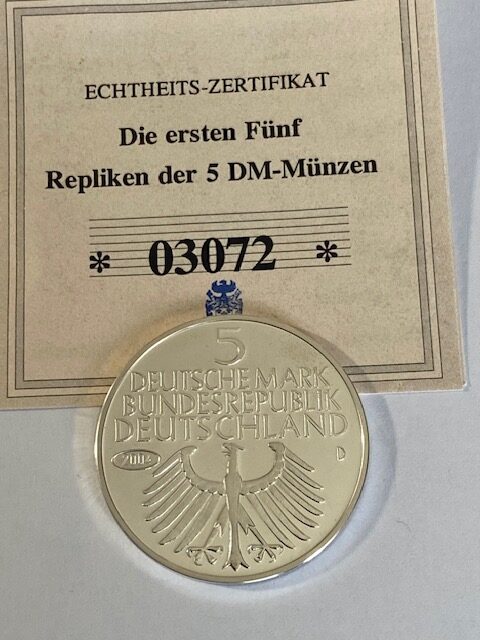 ECHTHEITS-ZERTIFIKAT
Die ersten Fünf
Repliken der 5 DM-Münzen
* 03072 *
5
DEUTSCHE MARK
BUNDESREPUBLIK
DEUTSCHLAND
D